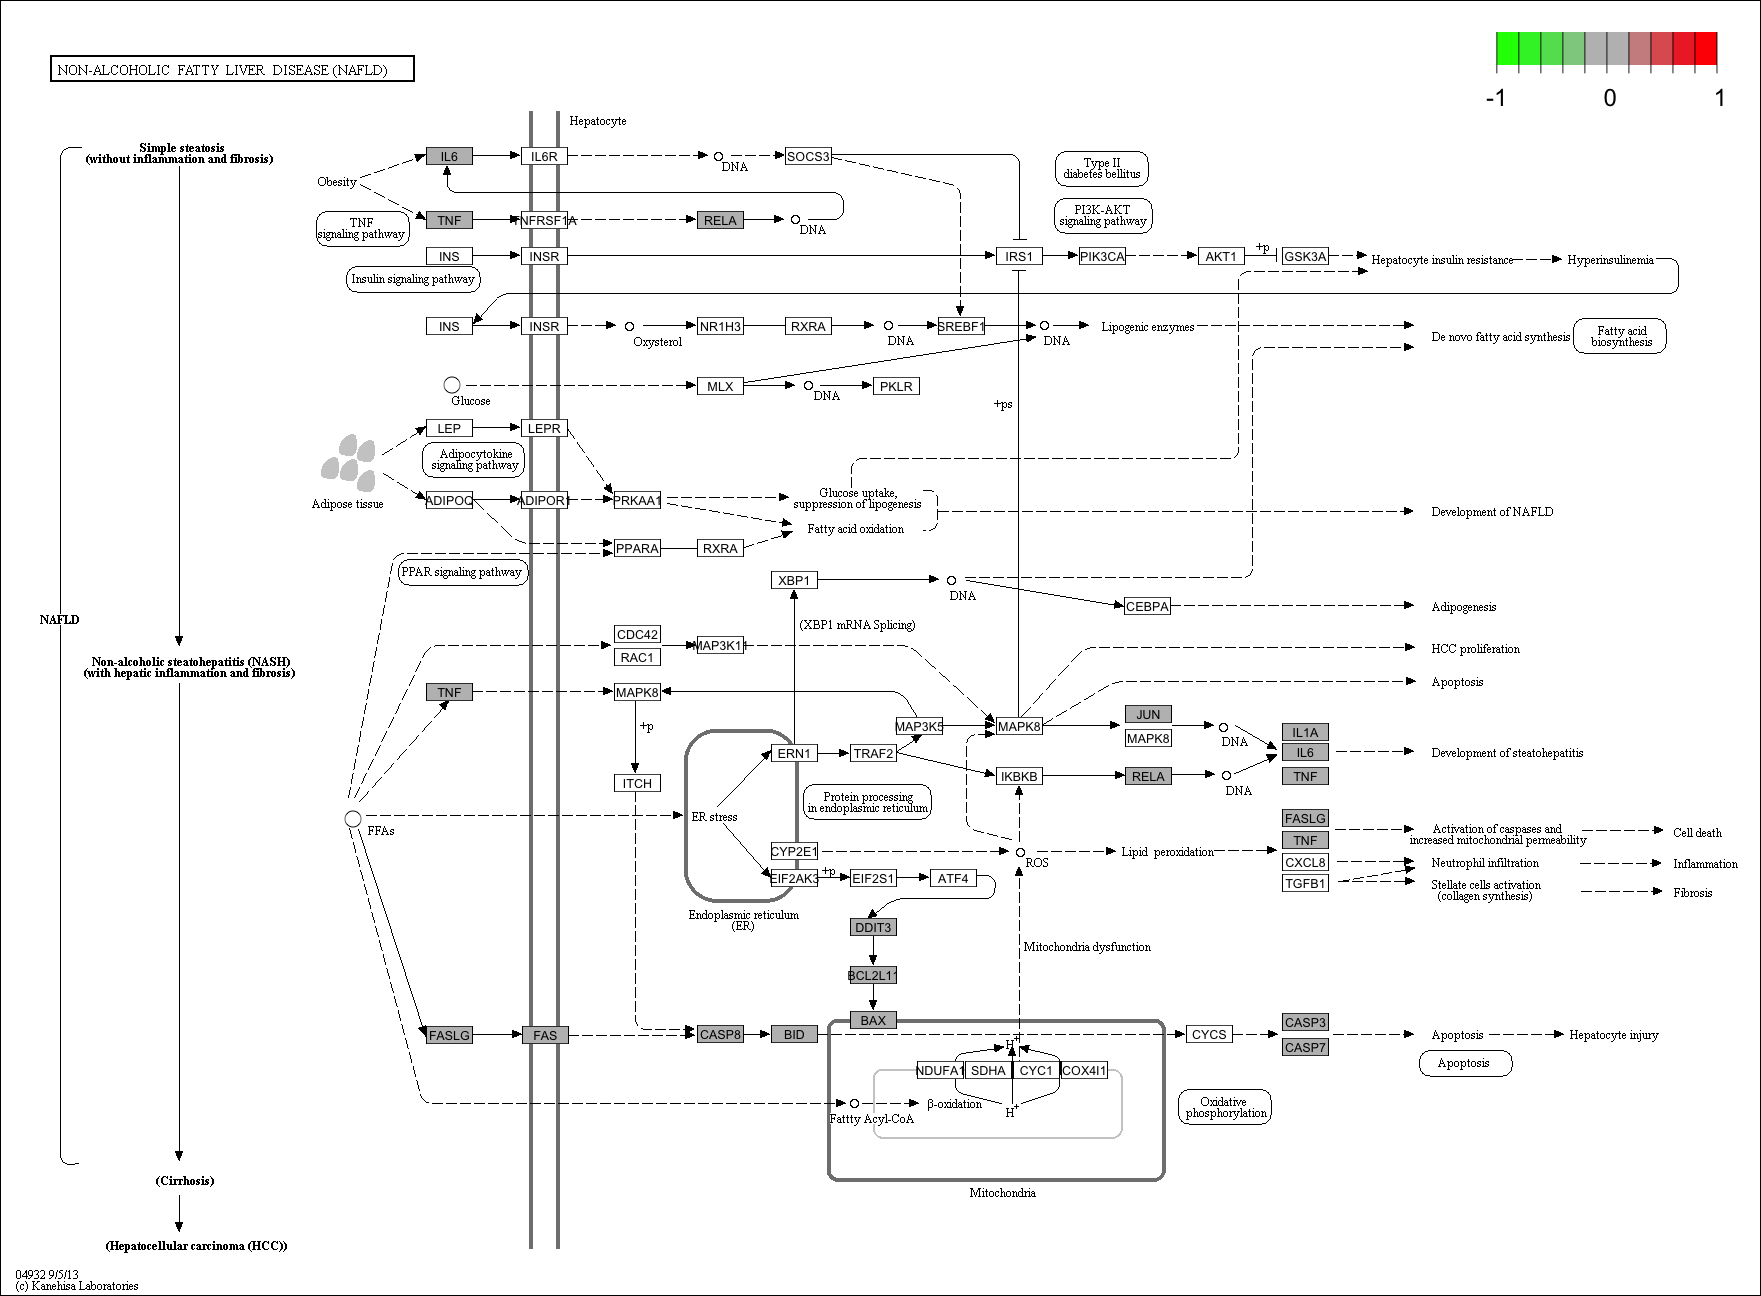 NON-ALCOHOLIC FATTY LIVER DISEASE (NAFLD)
-1
0
1
Hepatocyte
Simple steatosis
(without inflammation and fibrosis)
IL6
IL6R
DNA
SOCS3
Type II
diabetes bellitus
Obesity
TNF
signaling pathway
TNF
TNFRSF1A
RELA
DNA
PI3K-AKT
signaling pathway
INS
INSR
IRS1
PIK3CA
AKT1
+p
GSK3A
Hepatocyte insulin resistance
Hyperinsulinemia
Insulin signaling pathway
INS
INSR
Oxysterol
NR1H3
RXRA
DNA
SREBF1
DNA
Lipogenic enzymes
De novo fatty acid synthesis
Fatty acid
biosynthesis
Glucose
MLX
DNA
PKLR
+ps
LEP
LEPR
Adipocytokine
signaling pathway
Adipose tissue
ADIPOQ
ADIPOR1
PRKAA1
Glucose uptake,
suppression of lipogenesis
Fatty acid oxidation
Development of NAFLD
PPARA
RXRA
PPAR signaling pathway
XBP1
DNA
CEBPA
Adipogenesis
NAFLD
(XBP1 mRNA Splicing)
CDC42
RAC1
MAP3K11
HCC proliferation
Non-alcoholic steatohepatitis (NASH)
(with hepatic inflammation and fibrosis)
TNF
MAPK8
Apoptosis
+p
MAP3K5
MAPK8
JUN
MAPK8
DNA
IL1A
IL6
TNF
Development of steatohepatitis
ERN1
TRAF2
IKBKB
RELA
DNA
ITCH
Protein processing
in endoplasmic reticulum
ER stress
FFAs
FASLG
TNF
CXCL8
TGFB1
Activation of caspases and
increased mitochondrial permeability
Cell death
CYP2E1
ROS
Lipid peroxidation
Neutrophil infiltration
Inflammation
EIF2AK3
+p
EIF2S1
ATF4
Stellate cells activation
(collagen synthesis)
Fibrosis
Endoplasmic reticulum
(ER)
DDIT3
Mitochondria dysfunction
BCL2L11
BAX
FASLG
FAS
CASP8
BID
CYCS
CASP3
CASP7
Apoptosis
Hepatocyte injury
Apoptosis
H+
NDUFA1
SDHA
CYC1
COX4I1
H+
β-oxidation
Fattty Acyl-CoA
Oxidative
phosphorylation
Mitochondria
(Cirrhosis)
(Hepatocellular carcinoma (HCC))
04932 9/5/13
(c) Kanehisa Laboratories